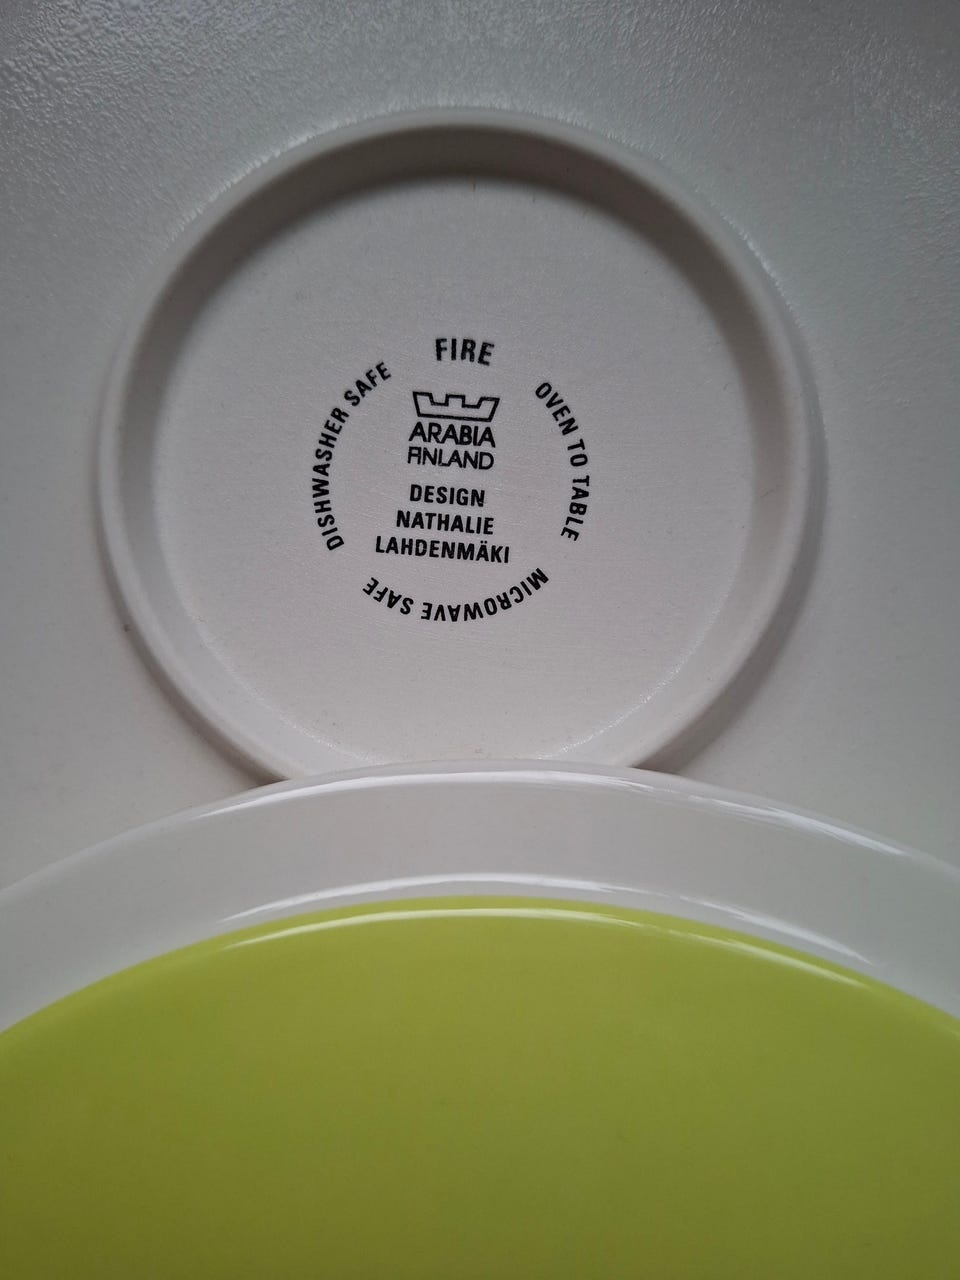 FIRE
DISHWASHER SAFE
OVEN TO TABLE
ARABIA
FINLAND
DESIGN
NATHALIE
LAHDENMÄKI
MICROWAVE SAFE